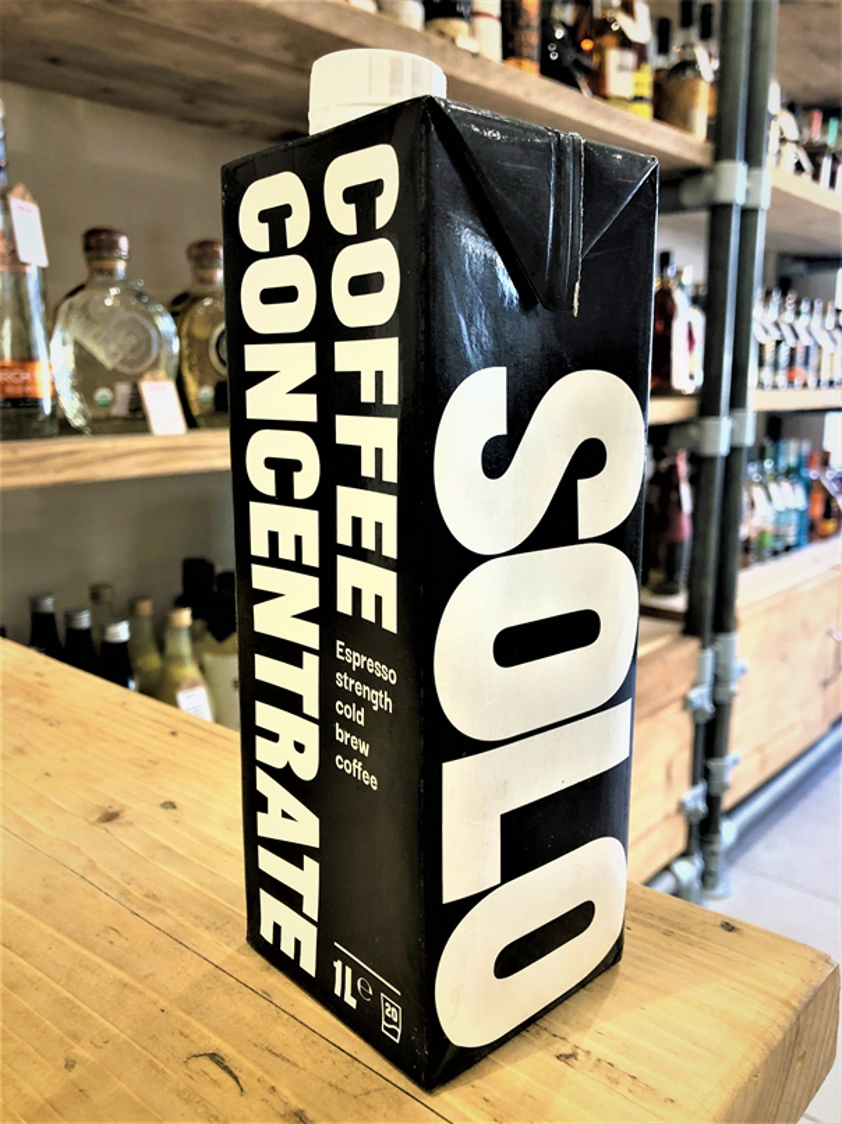 COFFEE
CONCENTRATE
Espresso
strength
cold
brew
coffee
1L℮
20
SOLO